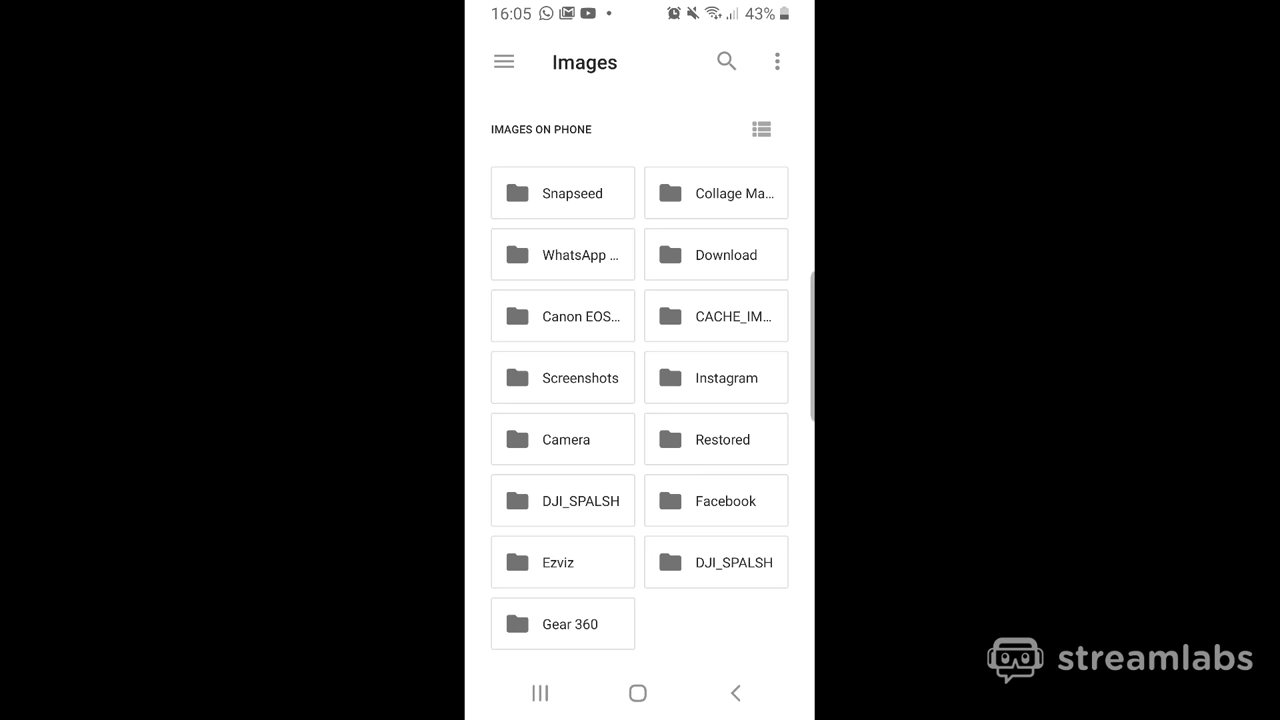 16:05 43%
Images
IMAGES ON PHONE
Snapseed Collage Ma...
WhatsApp ... Download
Canon EOS... CACHE_IM...
Screenshots Instagram
Camera Restored
DJI_SPALSH Facebook
Ezviz DJI_SPALSH
Gear 360
streamlabs